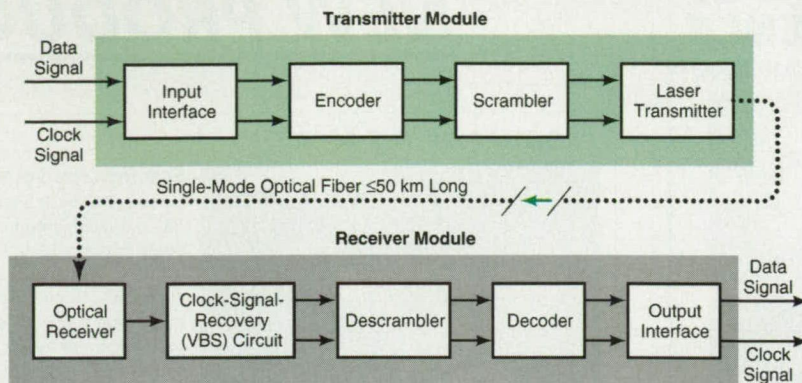 Transmitter Module
Data
Signal
Clock
Signal
Input
Interface
Encoder
Scrambler
Laser
Transmitter
Single-Mode Optical Fiber ≤50 km Long
Receiver Module
Optical
Receiver
Clock-Signal-
Recovery
(VBS) Circuit
Descrambler
Decoder
Output
Interface
Data
Signal
Clock
Signal